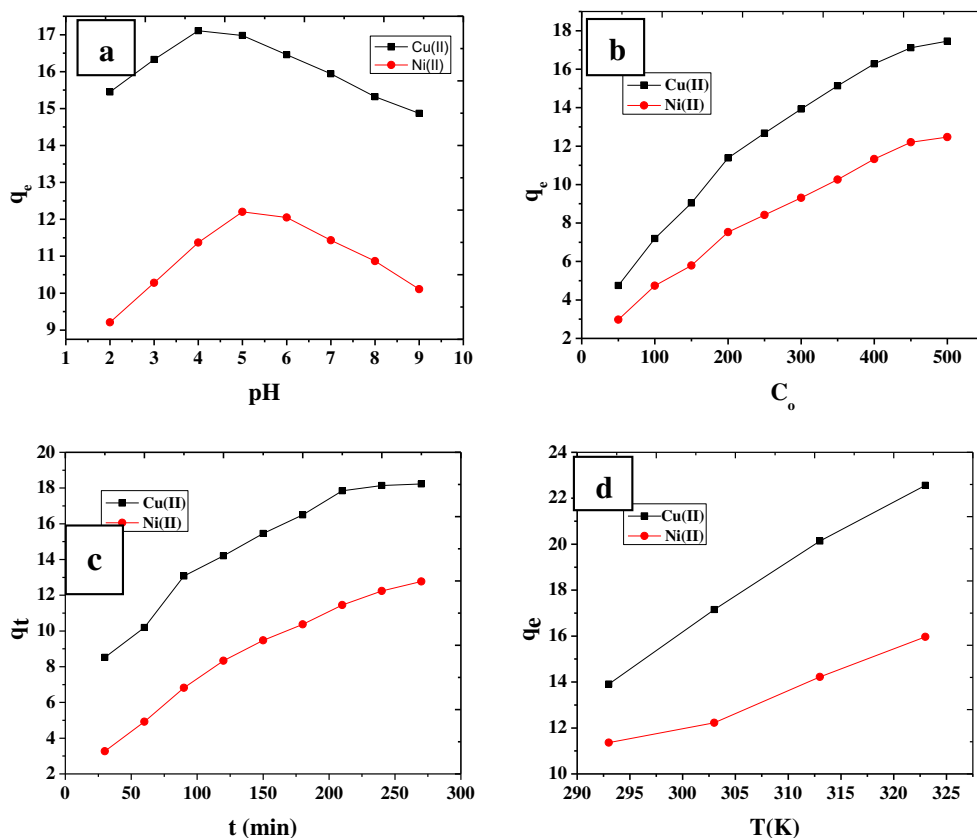 a
Cu(II)
Ni(II)
17
16
15
14
13
12
11
10
9
q_e
1 2 3 4 5 6 7 8 9 10
pH
b
Cu(II)
Ni(II)
20
18
16
14
12
10
8
6
4
2
q_e
0 100 200 300 400 500
C_o
c
Cu(II)
Ni(II)
20
18
16
14
12
10
8
6
4
2
qt
0 50 100 150 200 250 300
t (min)
d
Cu(II)
Ni(II)
24
22
20
18
16
14
12
10
qe
290 295 300 305 310 315 320 325
T(K)